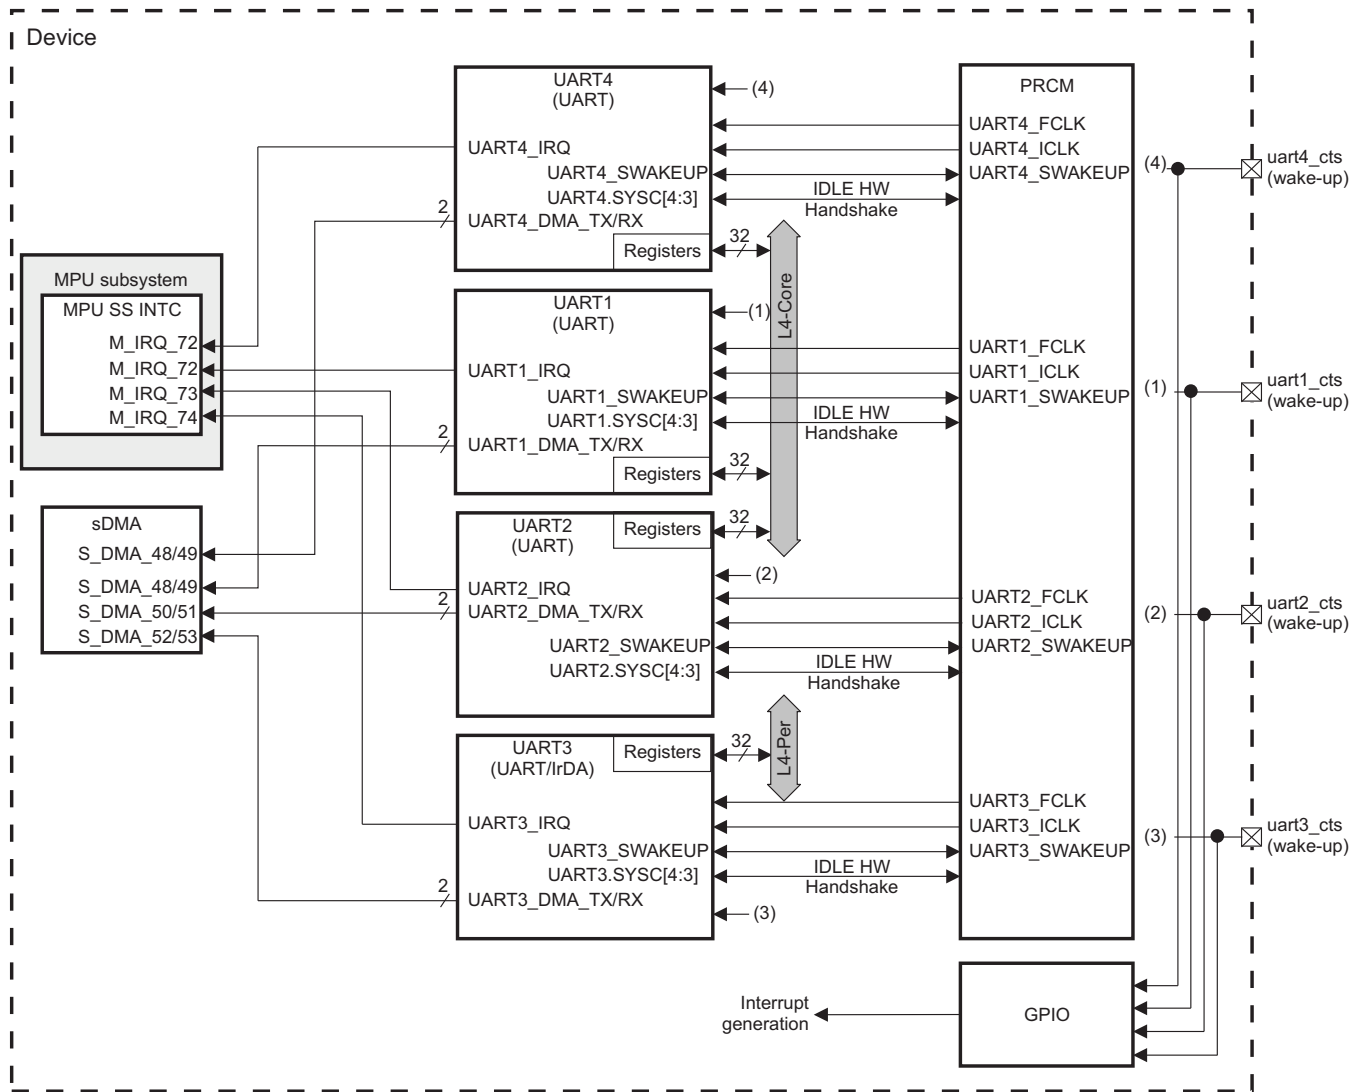 Device
UART4
(UART)
(4)
UART4_IRQ
UART4_SWAKEUP
UART4.SYSC[4:3]
UART4_DMA_TX/RX
Registers
2
32
IDLE HW
Handshake
PRCM
UART4_FCLK
UART4_ICLK
UART4_SWAKEUP
(4)
uart4_cts
(wake-up)
MPU subsystem
MPU SS INTC
M_IRQ_72
M_IRQ_72
M_IRQ_73
M_IRQ_74
UART1
(UART)
(1)
L4-Core
UART1_IRQ
UART1_SWAKEUP
UART1.SYSC[4:3]
UART1_DMA_TX/RX
Registers
2
32
IDLE HW
Handshake
UART1_FCLK
UART1_ICLK
UART1_SWAKEUP
(1)
uart1_cts
(wake-up)
sDMA
S_DMA_48/49
S_DMA_48/49
S_DMA_50/51
S_DMA_52/53
UART2
(UART)
Registers
32
(2)
UART2_IRQ
2
UART2_DMA_TX/RX
UART2_SWAKEUP
UART2.SYSC[4:3]
IDLE HW
Handshake
UART2_FCLK
UART2_ICLK
UART2_SWAKEUP
(2)
uart2_cts
(wake-up)
UART3
(UART/IrDA)
Registers
32
L4-Per
UART3_IRQ
UART3_SWAKEUP
UART3.SYSC[4:3]
2
UART3_DMA_TX/RX
IDLE HW
Handshake
(3)
UART3_FCLK
UART3_ICLK
UART3_SWAKEUP
(3)
uart3_cts
(wake-up)
Interrupt
generation
GPIO